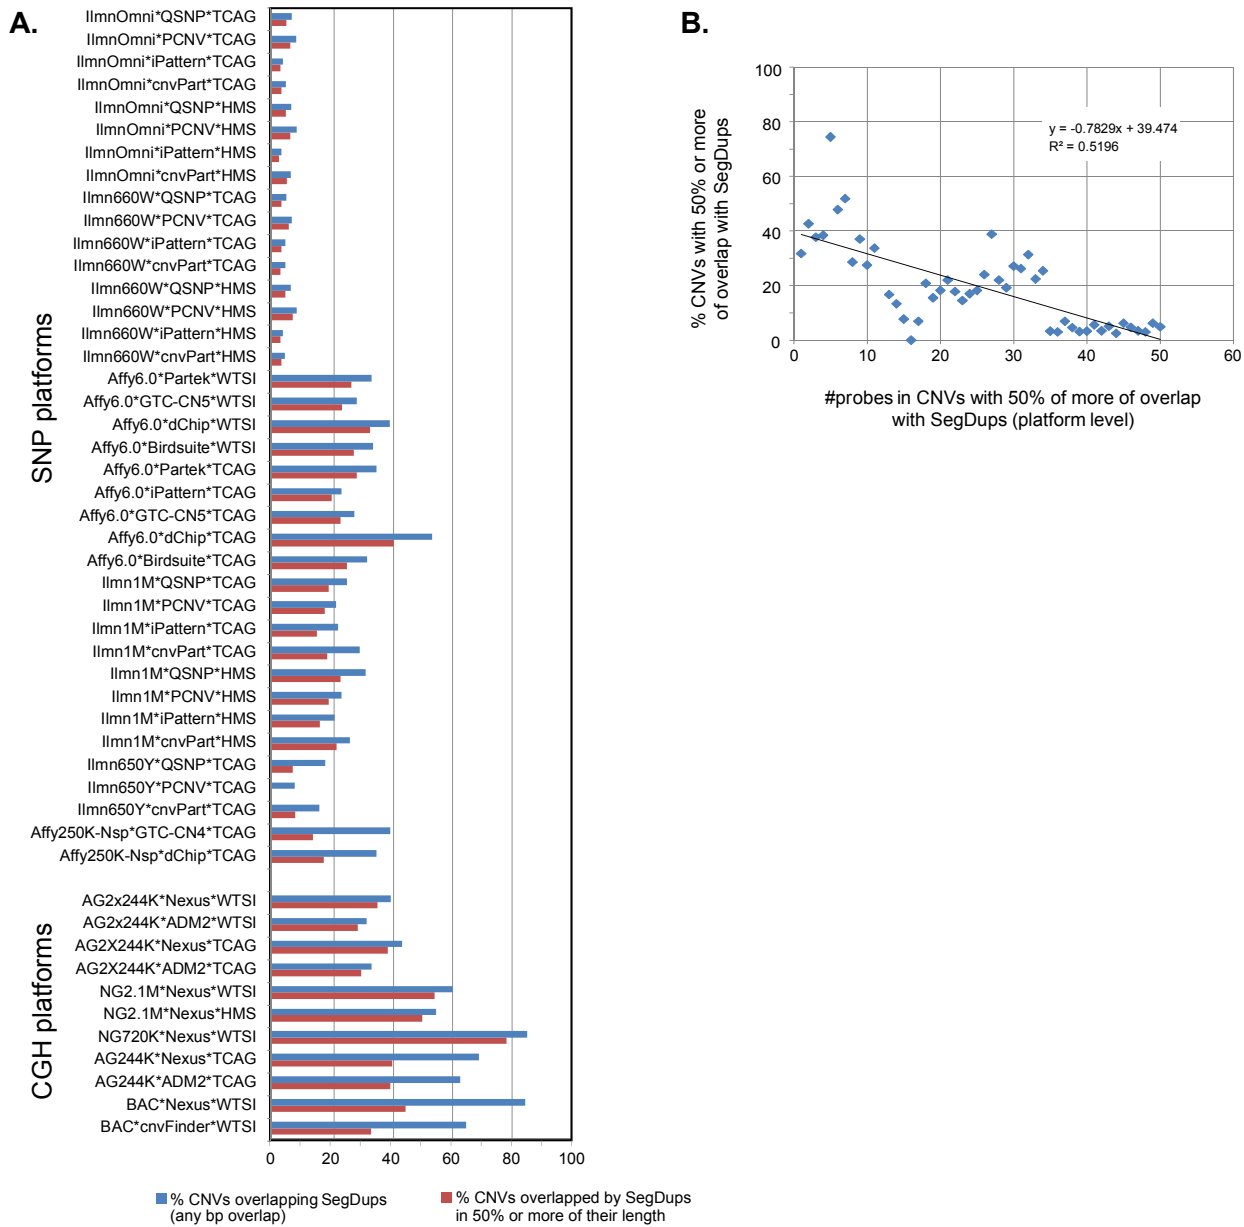 A.
SNP platforms
IlmnOmni*QSNP*TCAG
IlmnOmni*PCNV*TCAG
IlmnOmni*iPattern*TCAG
IlmnOmni*cnvPart*TCAG
IlmnOmni*QSNP*HMS
IlmnOmni*PCNV*HMS
IlmnOmni*iPattern*HMS
IlmnOmni*cnvPart*HMS
Ilmn660W*QSNP*TCAG
Ilmn660W*PCNV*TCAG
Ilmn660W*iPattern*TCAG
Ilmn660W*cnvPart*TCAG
Ilmn660W*QSNP*HMS
Ilmn660W*PCNV*HMS
Ilmn660W*iPattern*HMS
Ilmn660W*cnvPart*HMS
Affy6.0*Partek*WTSI
Affy6.0*GTC-CN5*WTSI
Affy6.0*dChip*WTSI
Affy6.0*Birdsuite*WTSI
Affy6.0*Partek*TCAG
Affy6.0*iPattern*TCAG
Affy6.0*GTC-CN5*TCAG
Affy6.0*dChip*TCAG
Affy6.0*Birdsuite*TCAG
Ilmn1M*QSNP*TCAG
Ilmn1M*PCNV*TCAG
Ilmn1M*iPattern*TCAG
Ilmn1M*cnvPart*TCAG
Ilmn1M*QSNP*HMS
Ilmn1M*PCNV*HMS
Ilmn1M*iPattern*HMS
Ilmn1M*cnvPart*HMS
Ilmn650Y*QSNP*TCAG
Ilmn650Y*PCNV*TCAG
Ilmn650Y*cnvPart*TCAG
Affy250K-Nsp*GTC-CN4*TCAG
Affy250K-Nsp*dChip*TCAG
CGH platforms
AG2x244K*Nexus*WTSI
AG2x244K*ADM2*WTSI
AG2X244K*Nexus*TCAG
AG2X244K*ADM2*TCAG
NG2.1M*Nexus*WTSI
NG2.1M*Nexus*HMS
NG720K*Nexus*WTSI
AG244K*Nexus*TCAG
AG244K*ADM2*TCAG
BAC*Nexus*WTSI
BAC*cnvFinder*WTSI
0 20 40 60 80 100
% CNVs overlapping SegDups
(any bp overlap)
% CNVs overlapped by SegDups
in 50% or more of their length
B.
% CNVs with 50% or more
of overlap with SegDups
100
80
60
40
20
0
y = -0.7829x + 39.474
R² = 0.5196
0 10 20 30 40 50 60
#probes in CNVs with 50% of more of overlap
with SegDups (platform level)